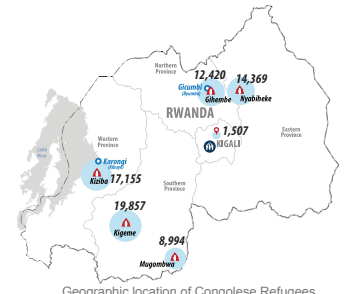 Northern
Province
12,420
14,369
Gicumbi
(Byumba)
Gihembe
Nyabiheke
RWANDA
1,507
KIGALI
Eastern
Province
Western
Province
Lake
Kivu
Karongi
(Kibuye)
Kiziba 17,155
Southern
Province
19,857
Kigeme
8,994
Mugombwa
Geographic location of Congolese Refugees